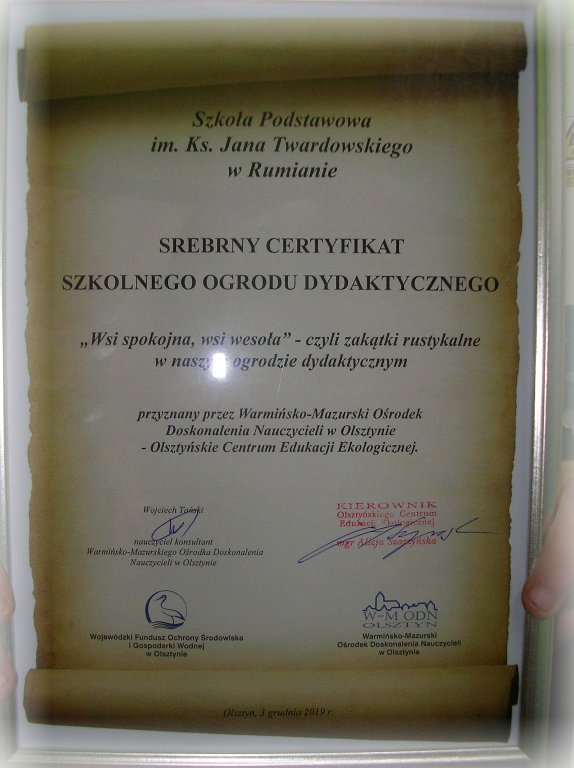 Szkoła Podstawowa
im. Ks. Jana Twardowskiego
w Rumianie
SREBRNY CERTYFIKAT
SZKOLNEGO OGRODU DYDAKTYCZNEGO
„Wsi spokojna, wsi wesoła” - czyli zakątki rustykalne
w naszym ogrodzie dydaktycznym
przyznany przez Warmińsko-Mazurski Ośrodek
Doskonalenia Nauczycieli w Olsztynie
- Olsztyńskie Centrum Edukacji Ekologicznej.
Wojciech Tański
nauczyciel konsultant
Warmińsko-Mazurskiego Ośrodka Doskonalenia
Nauczycieli w Olsztynie
KIEROWNIK
Olsztyńskiego Centrum
Edukacji Ekologicznej
mgr Alicja Szarzyńska
Wojewódzki Fundusz Ochrony Środowiska
i Gospodarki Wodnej
w Olsztynie
W-M ODN
OLSZTYN
Warmińsko-Mazurski
Ośrodek Doskonalenia Nauczycieli
w Olsztynie
Olsztyn, 3 grudnia 2019 r.